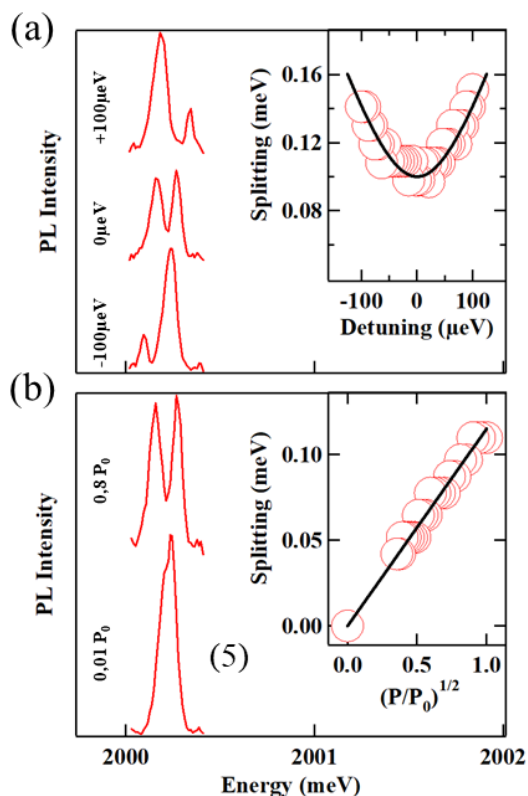 (a)
PL Intensity
+100µeV
0µeV
-100µeV
Splitting (meV)
0.16
0.12
0.08
-100 0 100
Detuning (µeV)
(b)
PL Intensity
0,8 P0
0,01 P0
(5)
Splitting (meV)
0.10
0.05
0.00
0.0 0.5 1.0
(P/P0)1/2
2000 2001 2002
Energy (meV)